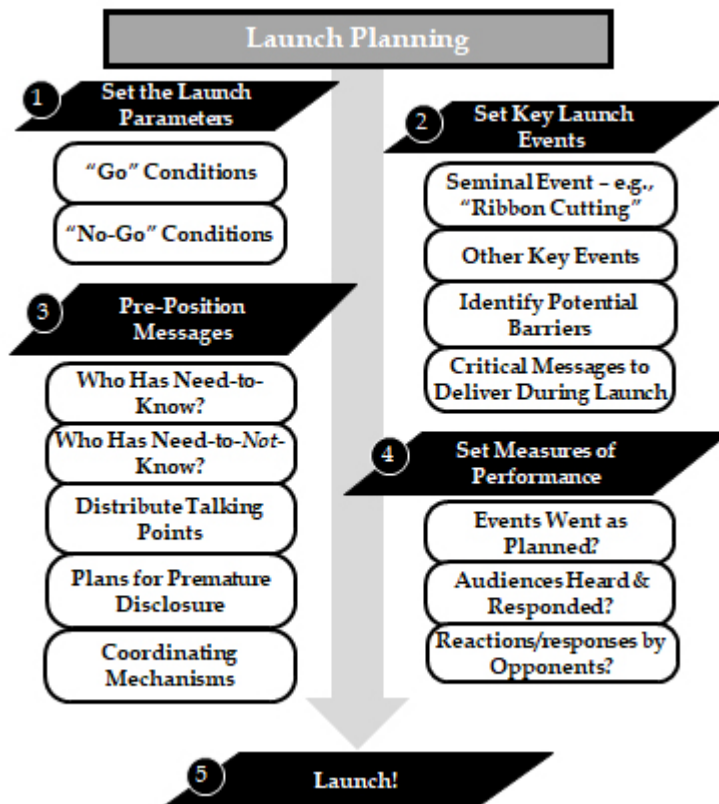 Launch Planning
1
Set the Launch
Parameters
“Go” Conditions
“No-Go” Conditions
2
Set Key Launch
Events
Seminal Event – e.g.,
“Ribbon Cutting”
Other Key Events
Identify Potential
Barriers
Critical Messages to
Deliver During Launch
3
Pre-Position
Messages
Who Has Need-to-
Know?
Who Has Need-to-Not-
Know?
Distribute Talking
Points
Plans for Premature
Disclosure
Coordinating
Mechanisms
4
Set Measures of
Performance
Events Went as
Planned?
Audiences Heard &
Responded?
Reactions/responses by
Opponents?
5
Launch!